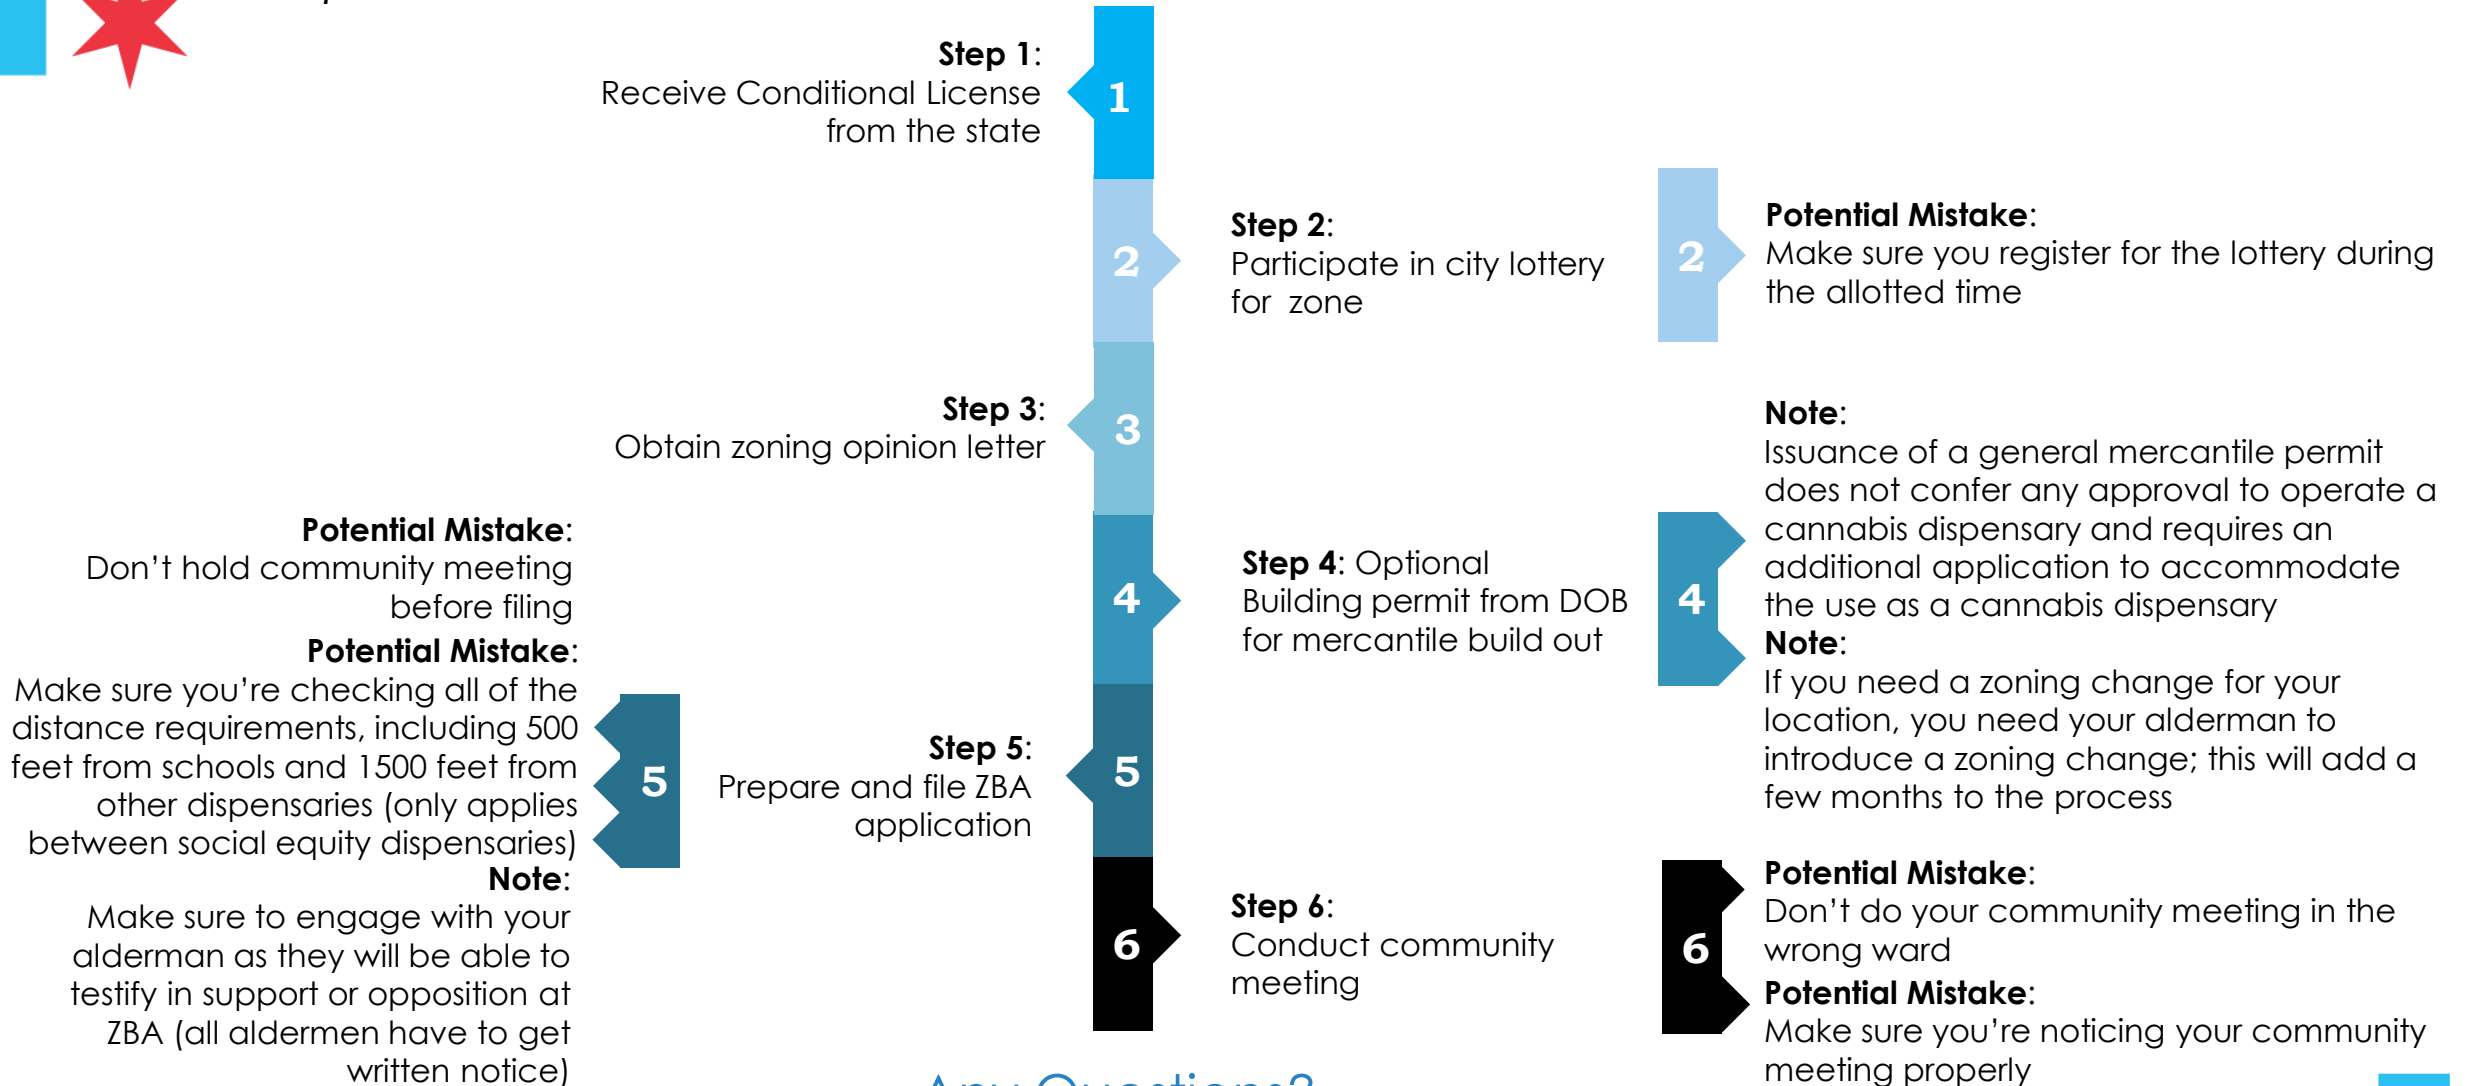 Step 1:
Receive Conditional License
from the state
1
2
Step 2:
Participate in city lottery
for zone
2
Potential Mistake:
Make sure you register for the lottery during
the allotted time
Step 3:
Obtain zoning opinion letter
3
4
Step 4: Optional
Building permit from DOB
for mercantile build out
4
Note:
Issuance of a general mercantile permit
does not confer any approval to operate a
cannabis dispensary and requires an
additional application to accommodate
the use as a cannabis dispensary
Note:
If you need a zoning change for your
location, you need your alderman to
introduce a zoning change; this will add a
few months to the process
Potential Mistake:
Don't hold community meeting
before filing
Potential Mistake:
Make sure you're checking all of the
distance requirements, including 500
feet from schools and 1500 feet from
other dispensaries (only applies
between social equity dispensaries)
Note:
Make sure to engage with your
alderman as they will be able to
testify in support or opposition at
ZBA (all aldermen have to get
written notice)
5
Step 5:
Prepare and file ZBA
application
5
6
Step 6:
Conduct community
meeting
6
Potential Mistake:
Don't do your community meeting in the
wrong ward
Potential Mistake:
Make sure you're noticing your community
meeting properly
Any Questions?